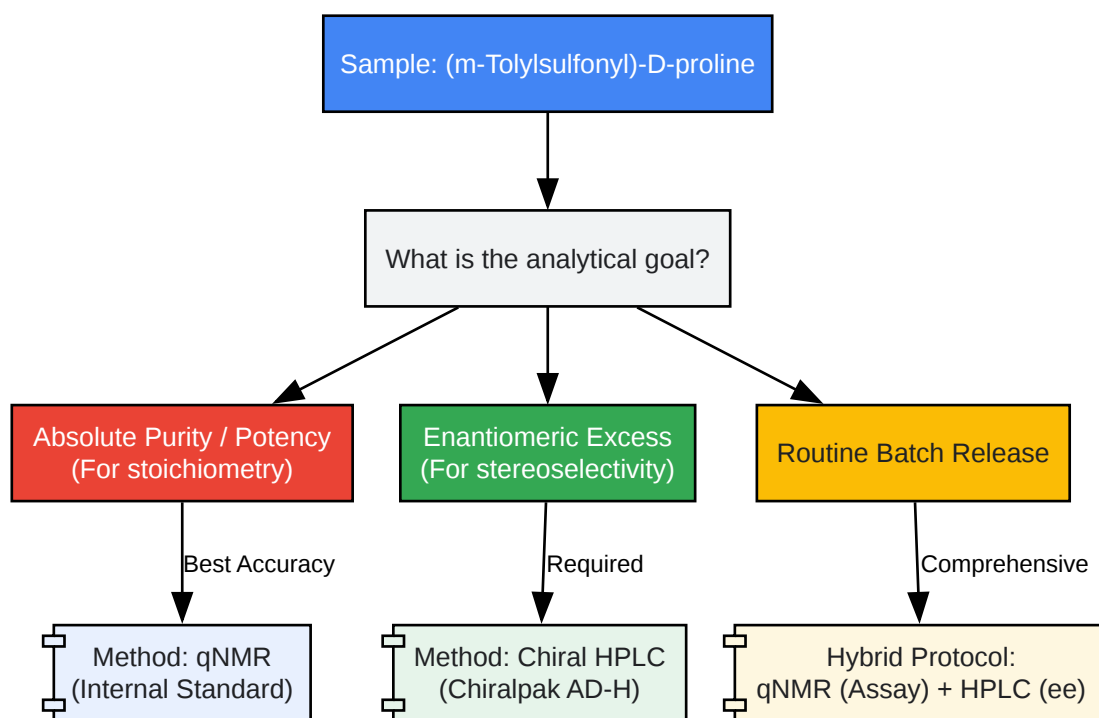 Sample: (m-Tolylsulfonyl)-D-proline
What is the analytical goal?
Absolute Purity / Potency
(For stoichiometry)
Enantiomeric Excess
(For stereoselectivity)
Routine Batch Release
Best Accuracy
Required
Comprehensive
Method: qNMR
(Internal Standard)
Method: Chiral HPLC
(Chiralpak AD-H)
Hybrid Protocol:
qNMR (Assay) + HPLC (ee)